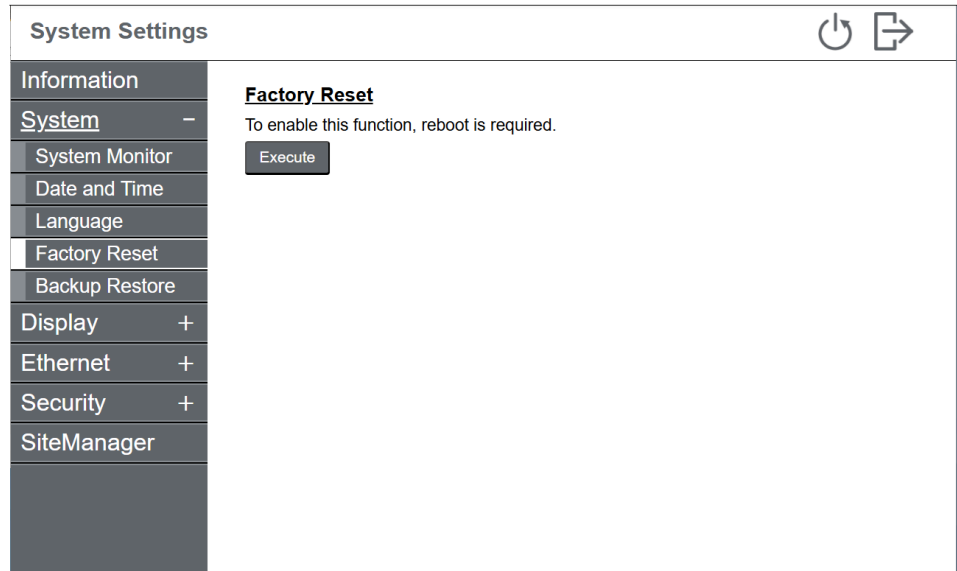 System Settings
Information
System −
System Monitor
Date and Time
Language
Factory Reset
Backup Restore
Display +
Ethernet +
Security +
SiteManager
Factory Reset
To enable this function, reboot is required.
Execute